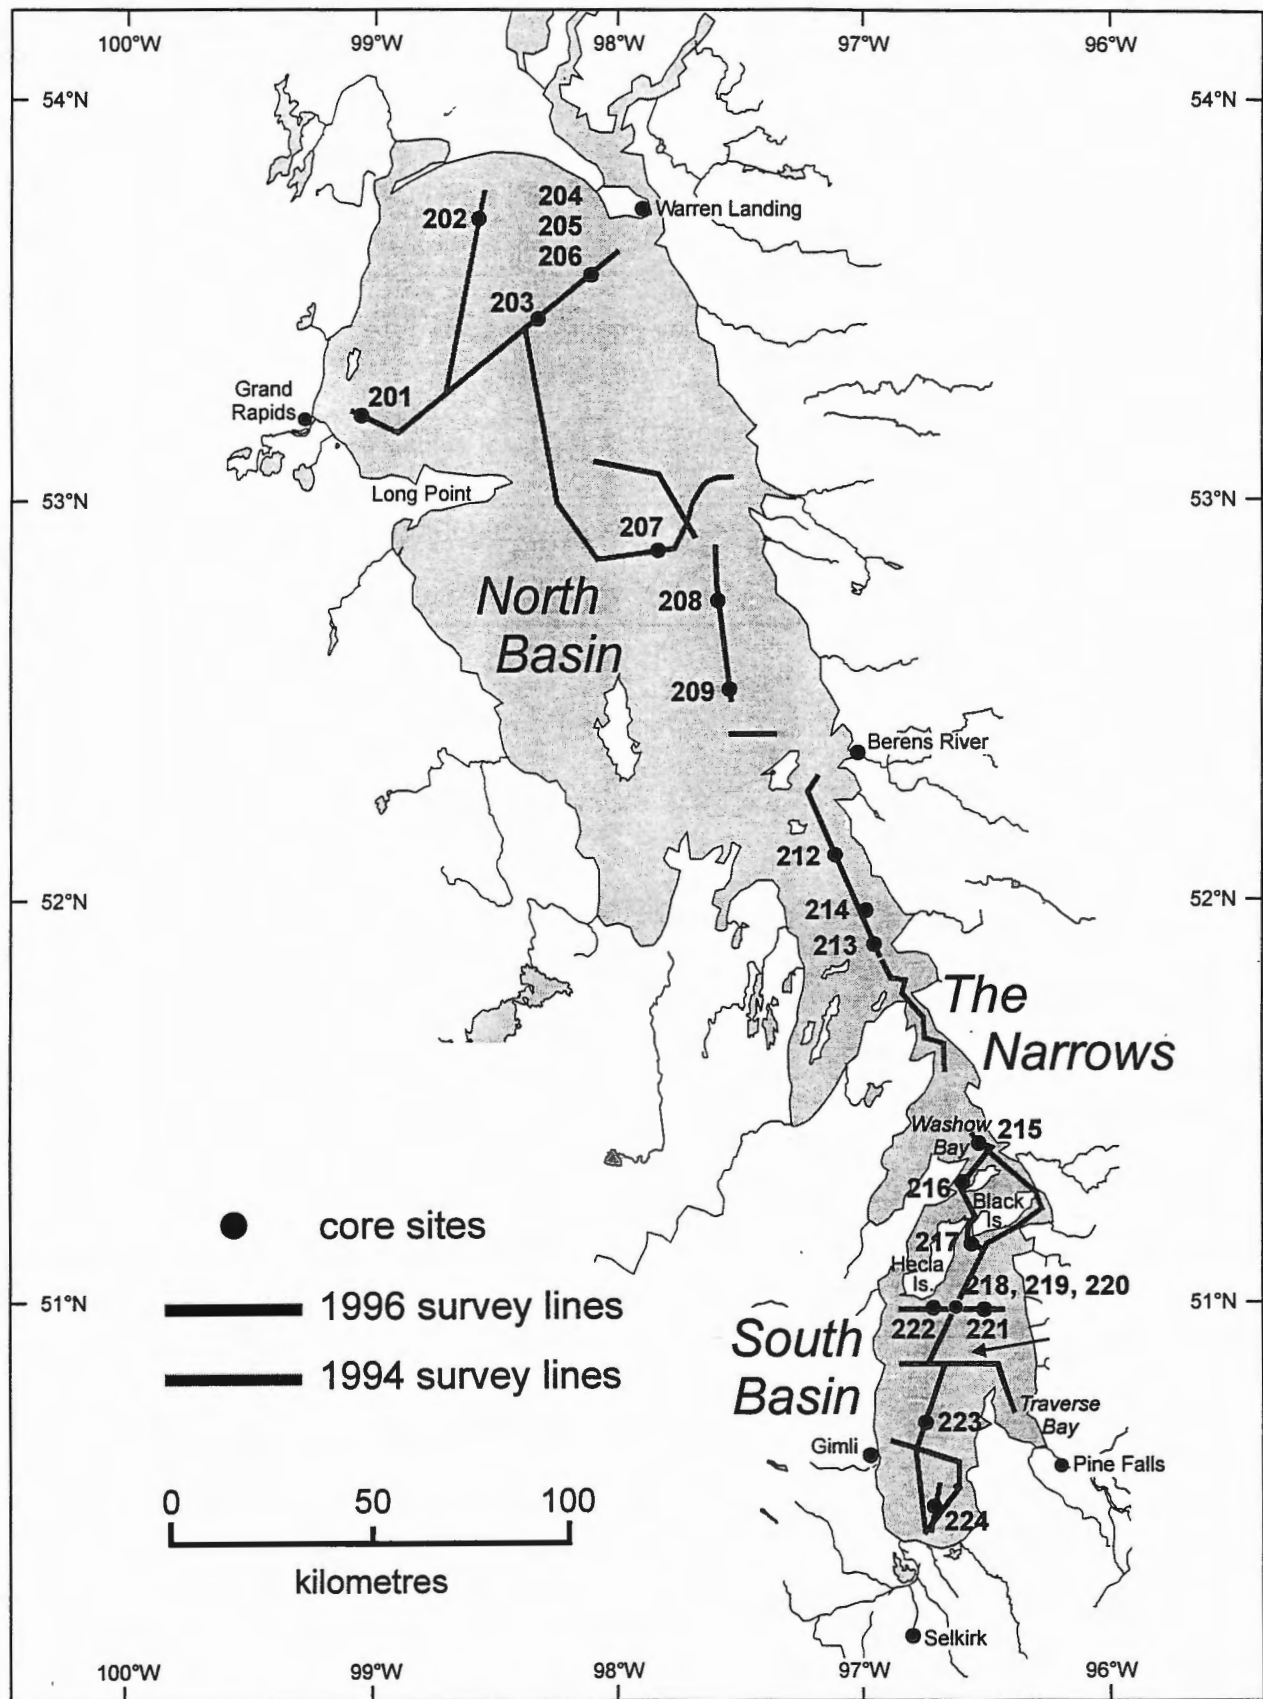 100°W 99°W 98°W 97°W 96°W
54°N 54°N
204
202 205 Warren Landing
206
203
Grand
Rapids 201
Long Point
53°N 53°N
207
North
Basin
208
209
Berens River
212
52°N 52°N
214
213
The
Narrows
Washow
Bay
215
216
Black
Is.
217
Hecla
Is.
218, 219, 220
51°N 51°N
222 221
South
Basin
223
Traverse
Bay
Gimli
Pine Falls
224
Selkirk
core sites
1996 survey lines
1994 survey lines
0 50 100
kilometres
100°W 99°W 98°W 97°W 96°W